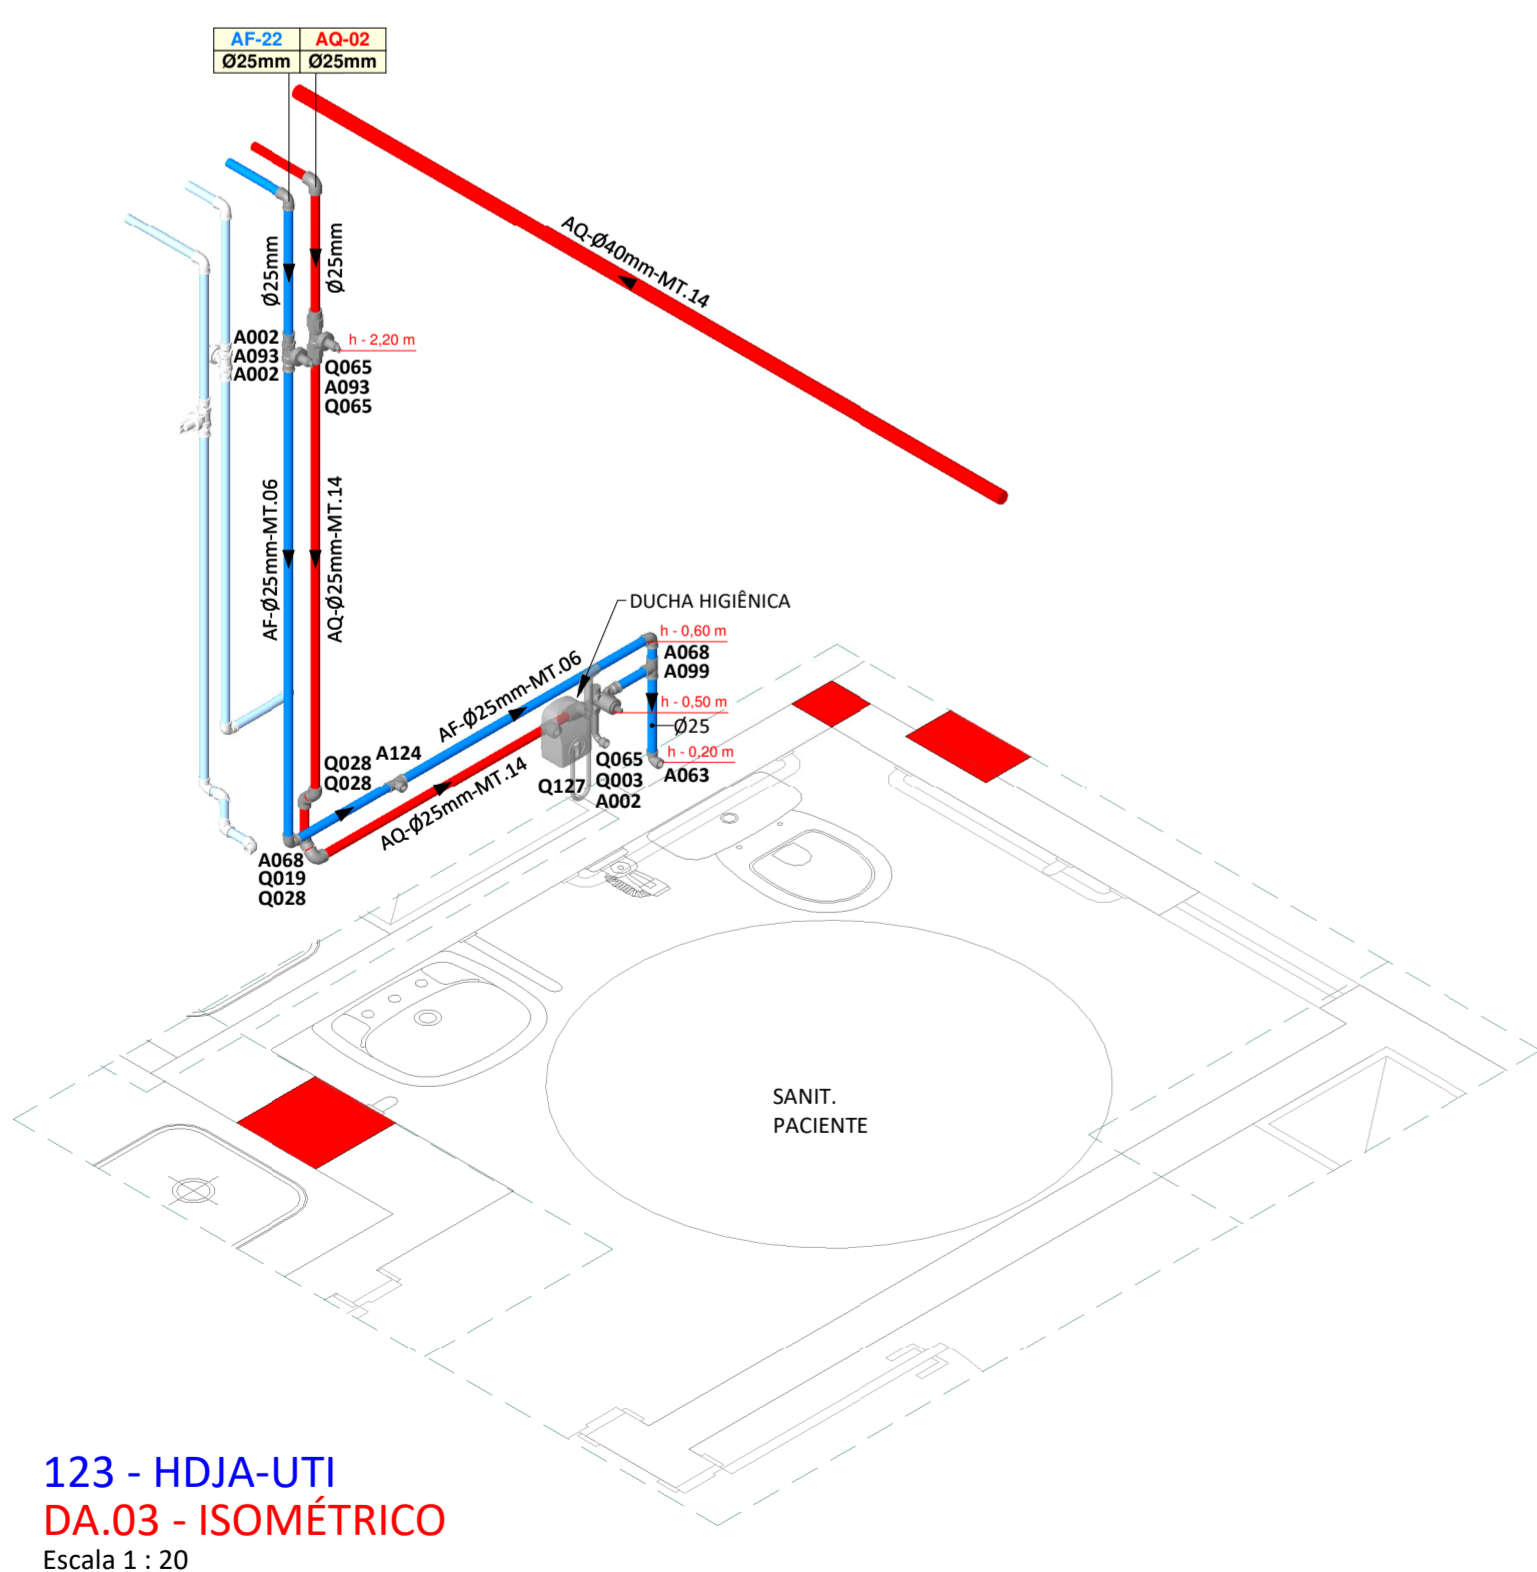 AF-22 AQ-02
Ø25mm Ø25mm
AQ-Ø40mm-MT.14
Ø25mm
Ø25mm
A002
A093
A002
h - 2,20 m
Q065
A093
Q065
AF-Ø25mm-MT.06
AQ-Ø25mm-MT.14
DUCHA HIGIÊNICA
h - 0,60 m
A068
A099
AF-Ø25mm-MT.06
h - 0,50 m
Ø25
h - 0,20 m
A063
Q028
Q028
A124
Q065
Q003
A002
Q127
AQ-Ø25mm-MT.14
A068
Q019
Q028
SANIT.
PACIENTE
123 - HDJA-UTI
DA.03 - ISOMÉTRICO
Escala 1 : 20